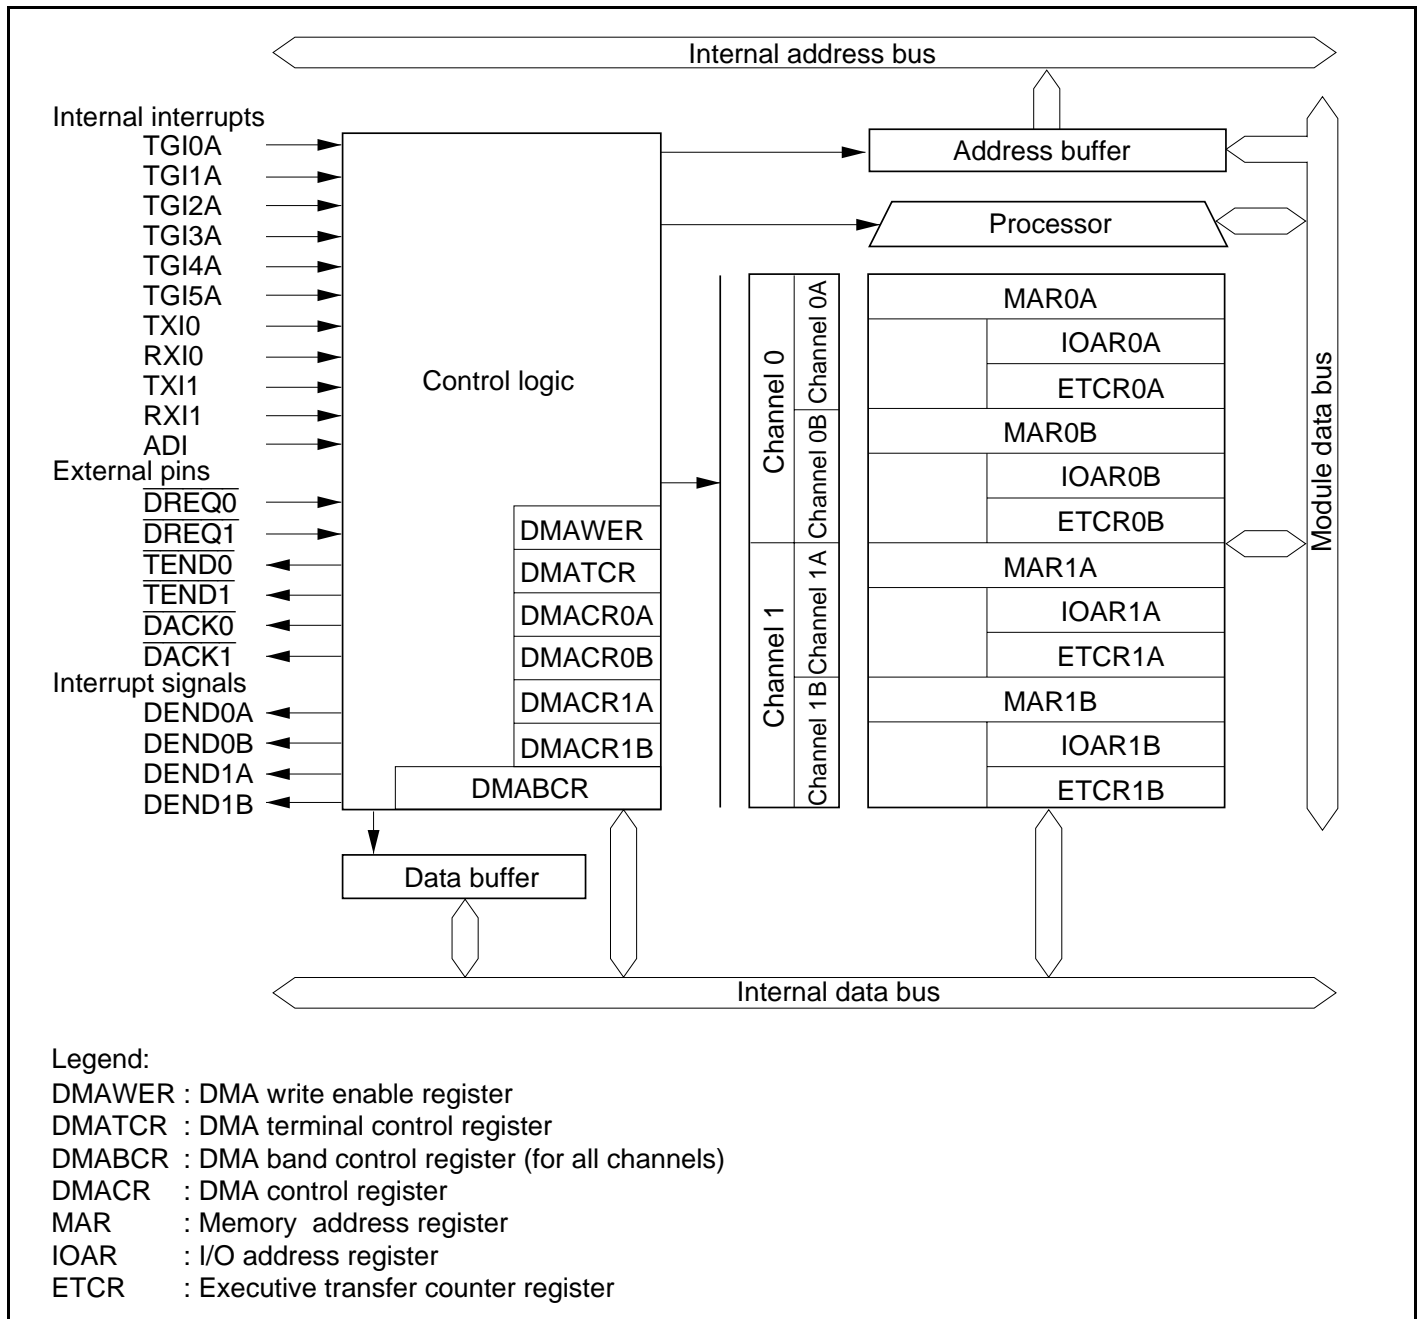 Internal address bus
Internal interrupts
TGI0A
TGI1A
TGI2A
TGI3A
TGI4A
TGI5A
TXI0
RXI0
TXI1
RXI1
ADI
External pins
DREQ0
DREQ1
TEND0
TEND1
DACK0
DACK1
Interrupt signals
DEND0A
DEND0B
DEND1A
DEND1B
Control logic
DMAWER
DMATCR
DMACR0A
DMACR0B
DMACR1A
DMACR1B
DMABCR
Data buffer
Address buffer
Processor
Channel 0
Channel 0A
Channel 0B
Channel 1
Channel 1A
Channel 1B
MAR0A
IOAR0A
ETCR0A
MAR0B
IOAR0B
ETCR0B
MAR1A
IOAR1A
ETCR1A
MAR1B
IOAR1B
ETCR1B
Module data bus
Internal data bus
Legend:
DMAWER : DMA write enable register
DMATCR : DMA terminal control register
DMABCR : DMA band control register (for all channels)
DMACR : DMA control register
MAR : Memory address register
IOAR : I/O address register
ETCR : Executive transfer counter register